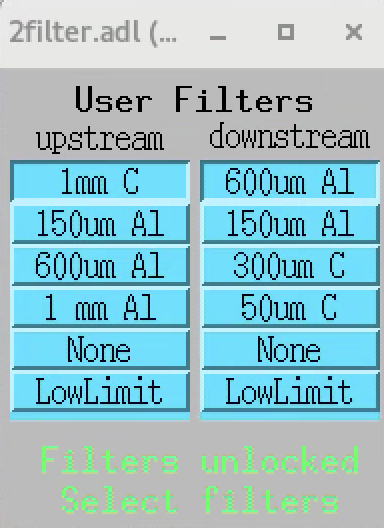 2filter.adl (...
User Filters
upstream downstream
1mm C 600um Al
150um Al 150um Al
600um Al 300um C
1 mm Al 50um C
None None
LowLimit LowLimit
Filters unlocked
Select filters